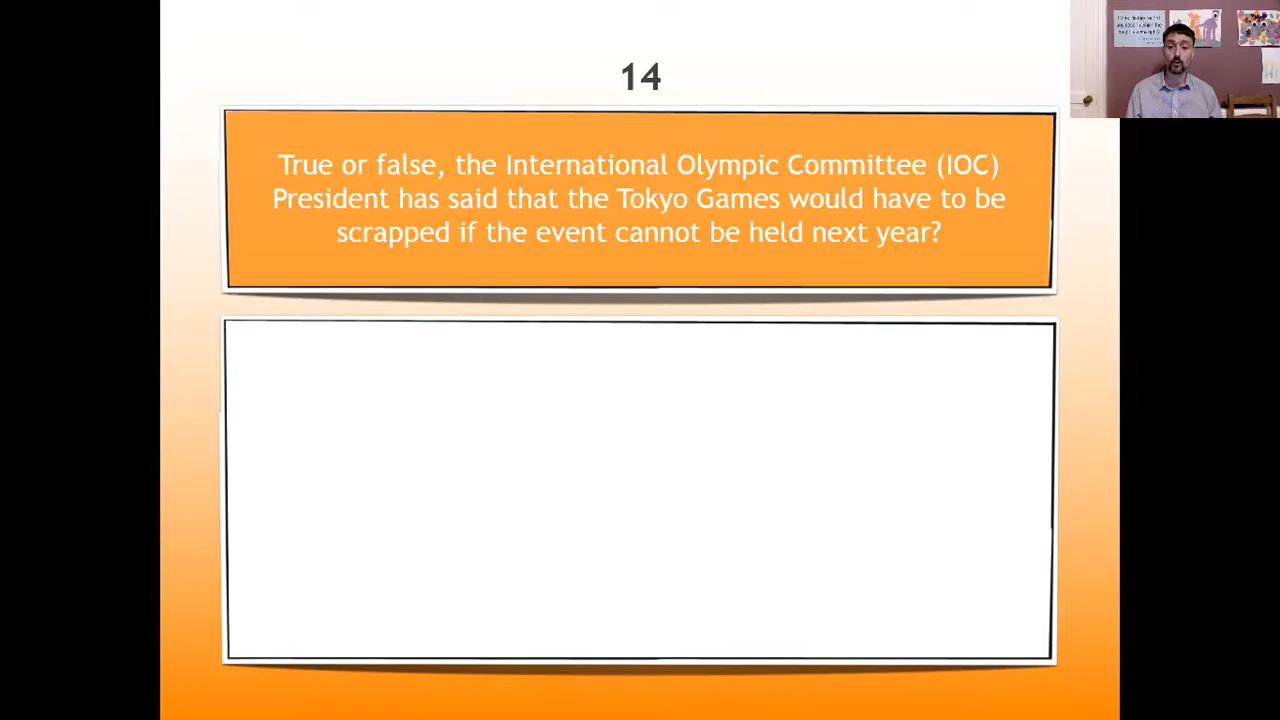 14
True or false, the International Olympic Committee (IOC)
President has said that the Tokyo Games would have to be
scrapped if the event cannot be held next year?